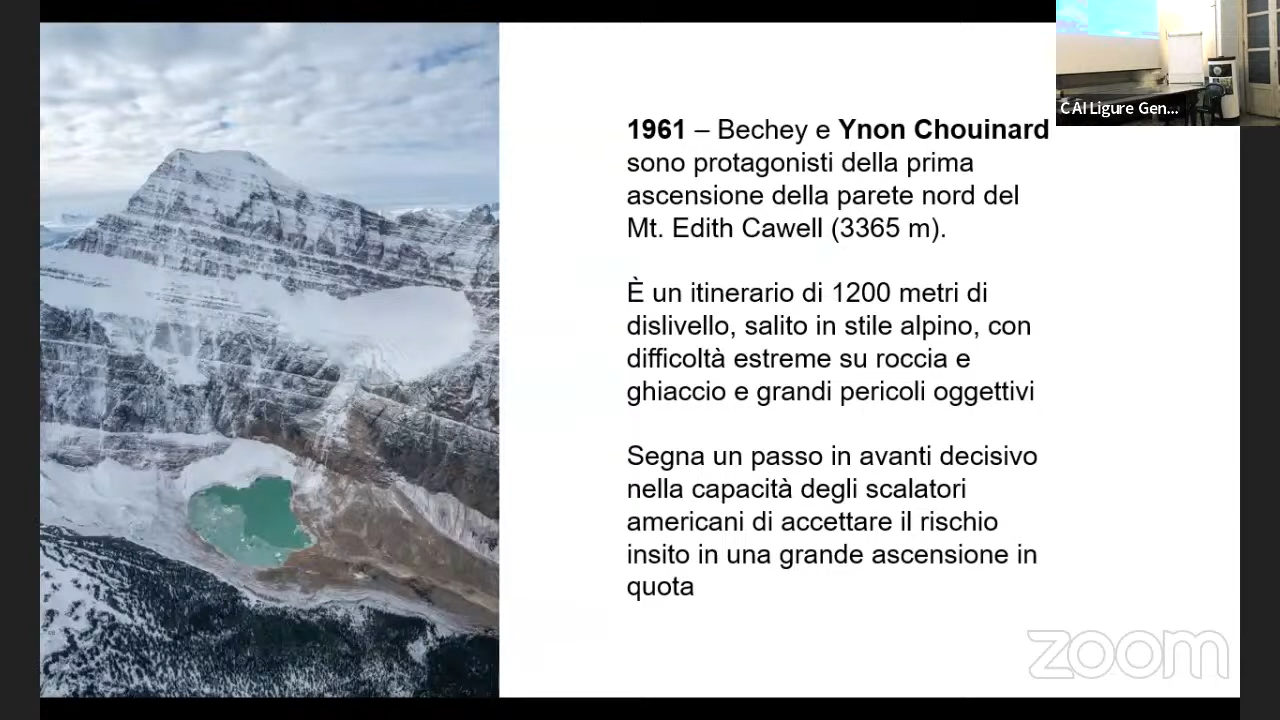 1961 – Bechey e Ynon Chouinard
sono protagonisti della prima
ascensione della parete nord del
Mt. Edith Cawell (3365 m).
È un itinerario di 1200 metri di
dislivello, salito in stile alpino, con
difficoltà estreme su roccia e
ghiaccio e grandi pericoli oggettivi
Segna un passo in avanti decisivo
nella capacità degli scalatori
americani di accettare il rischio
insito in una grande ascensione in
quota
CAI Ligure Gen...
zoom